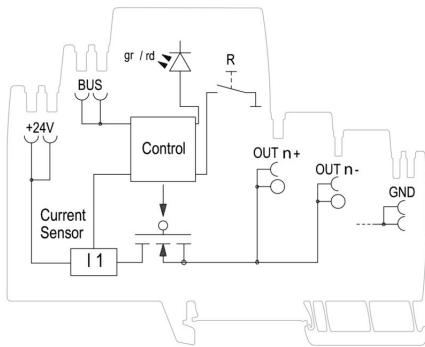 gr / rd
R
BUS
+24V
Control
OUT n+
OUT n-
GND
Current
Sensor
I 1